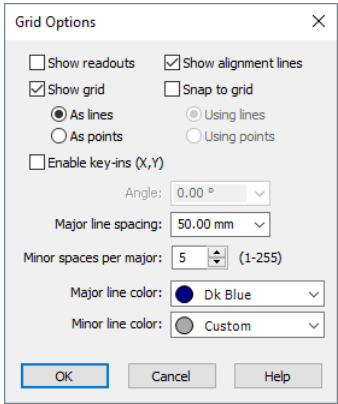 Grid Options
Show readouts Show alignment lines
Show grid Snap to grid
As lines Using lines
As points Using points
Enable key-ins (X,Y)
Angle: 0.00 °
Major line spacing: 50.00 mm
Minor spaces per major: 5 (1-255)
Major line color: Dk Blue
Minor line color: Custom
OK Cancel Help